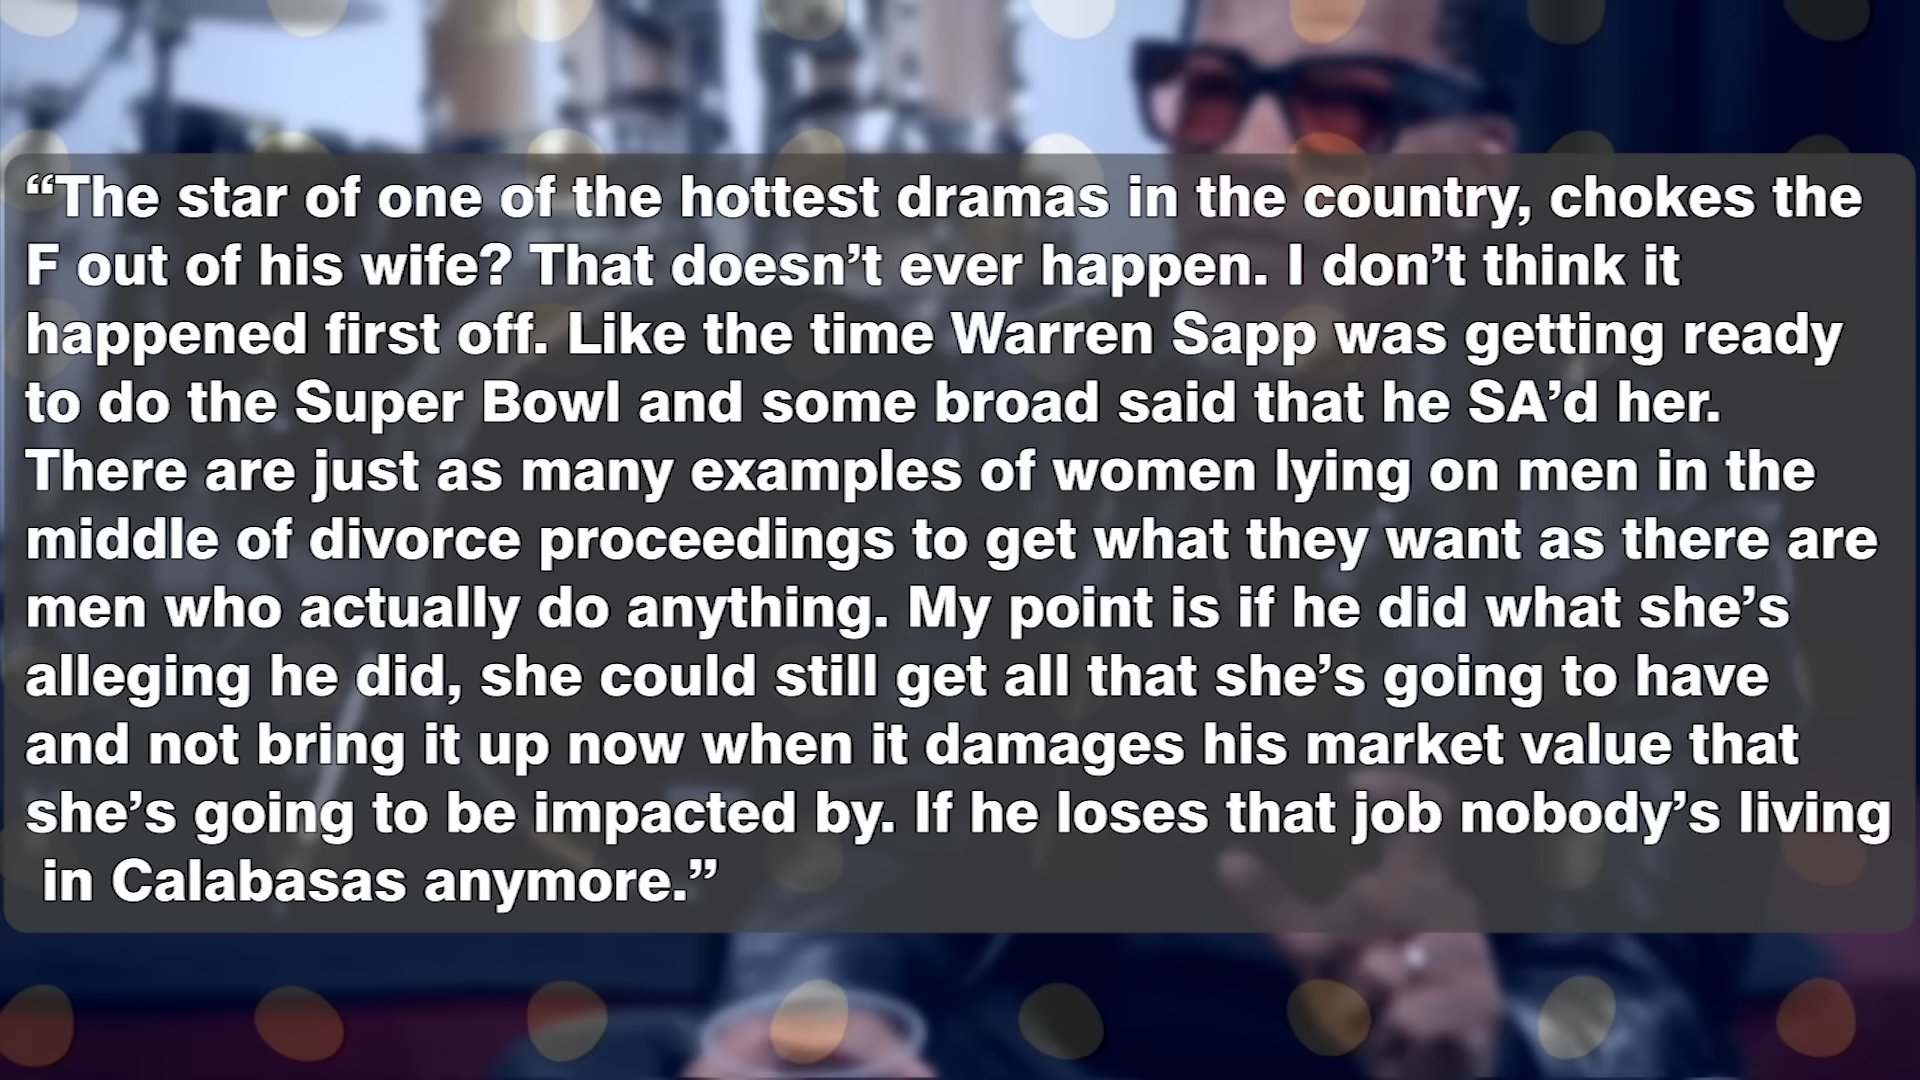 “The star of one of the hottest dramas in the country, chokes the
F out of his wife? That doesn’t ever happen. I don’t think it
happened first off. Like the time Warren Sapp was getting ready
to do the Super Bowl and some broad said that he SA’d her.
There are just as many examples of women lying on men in the
middle of divorce proceedings to get what they want as there are
men who actually do anything. My point is if he did what she’s
alleging he did, she could still get all that she’s going to have
and not bring it up now when it damages his market value that
she’s going to be impacted by. If he loses that job nobody’s living
in Calabasas anymore.”